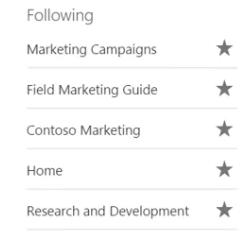 Following
Marketing Campaigns
Field Marketing Guide
Contoso Marketing
Home
Research and Development